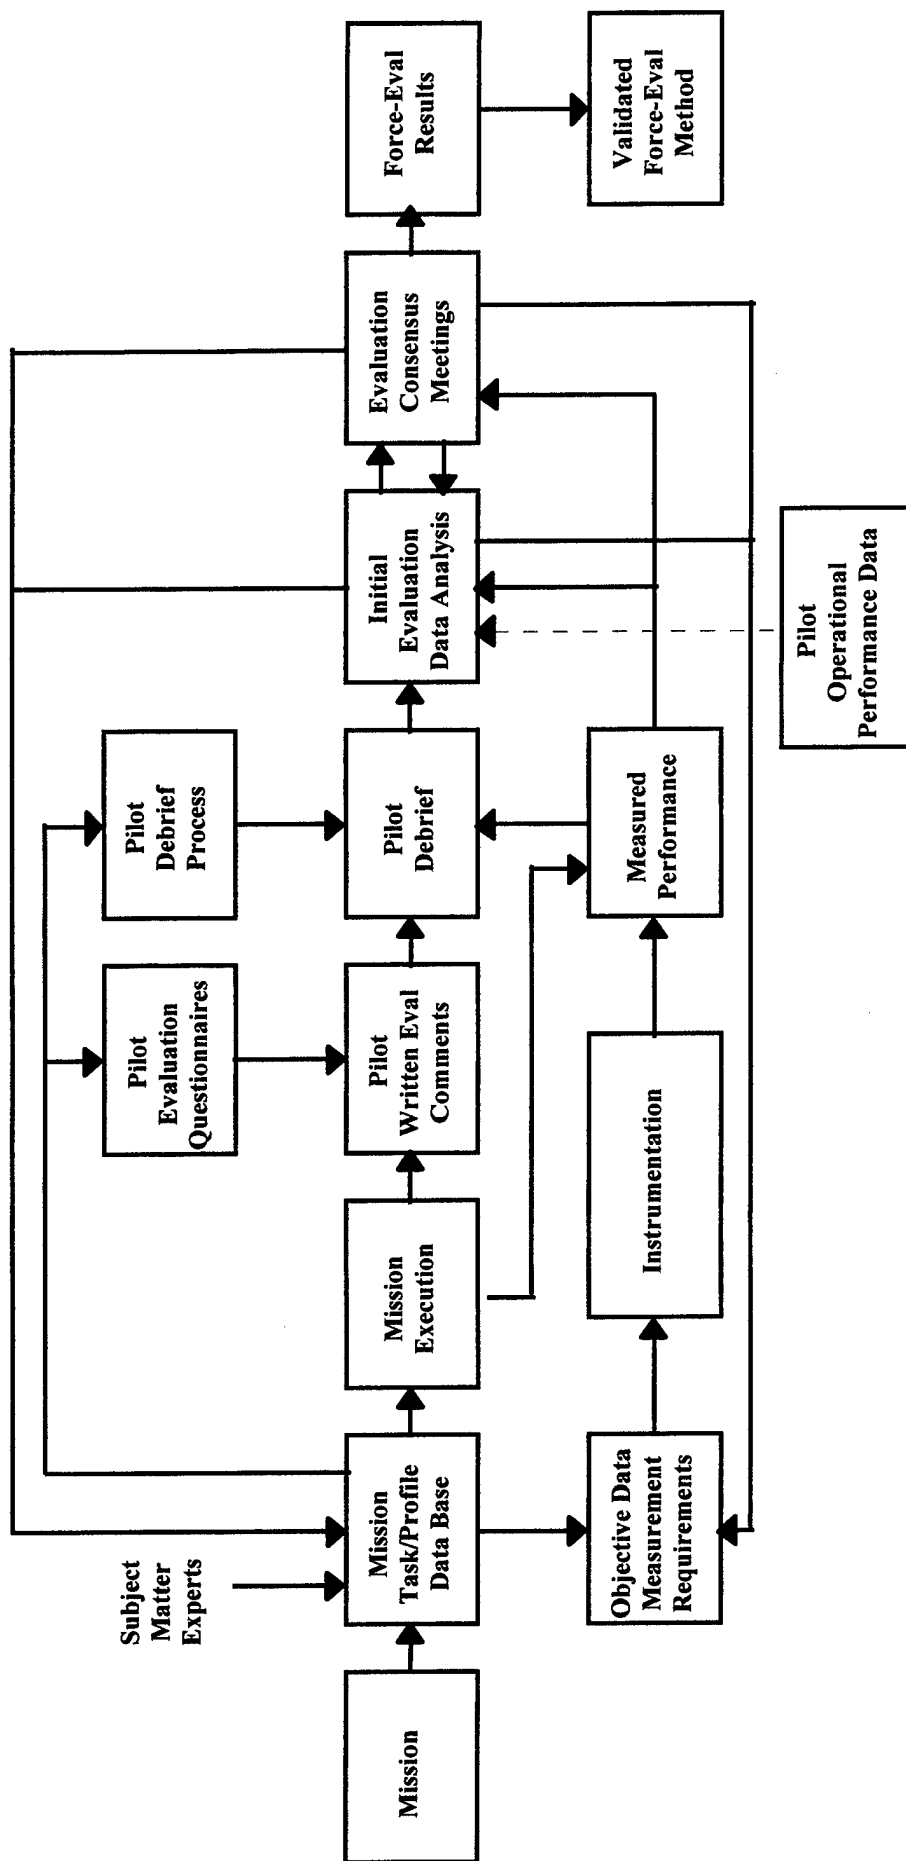 Subject
Matter
Experts
Pilot
Evaluation
Questionnaires
Pilot
Debrief
Process
Mission
Mission
Task/Profile
Data Base
Mission
Execution
Pilot
Written Eval
Comments
Pilot
Debrief
Initial
Evaluation
Data Analysis
Evaluation
Consensus
Meetings
Force-Eval
Results
Objective Data
Measurement
Requirements
Instrumentation
Measured
Performance
Validated
Force-Eval
Method
Pilot
Operational
Performance Data